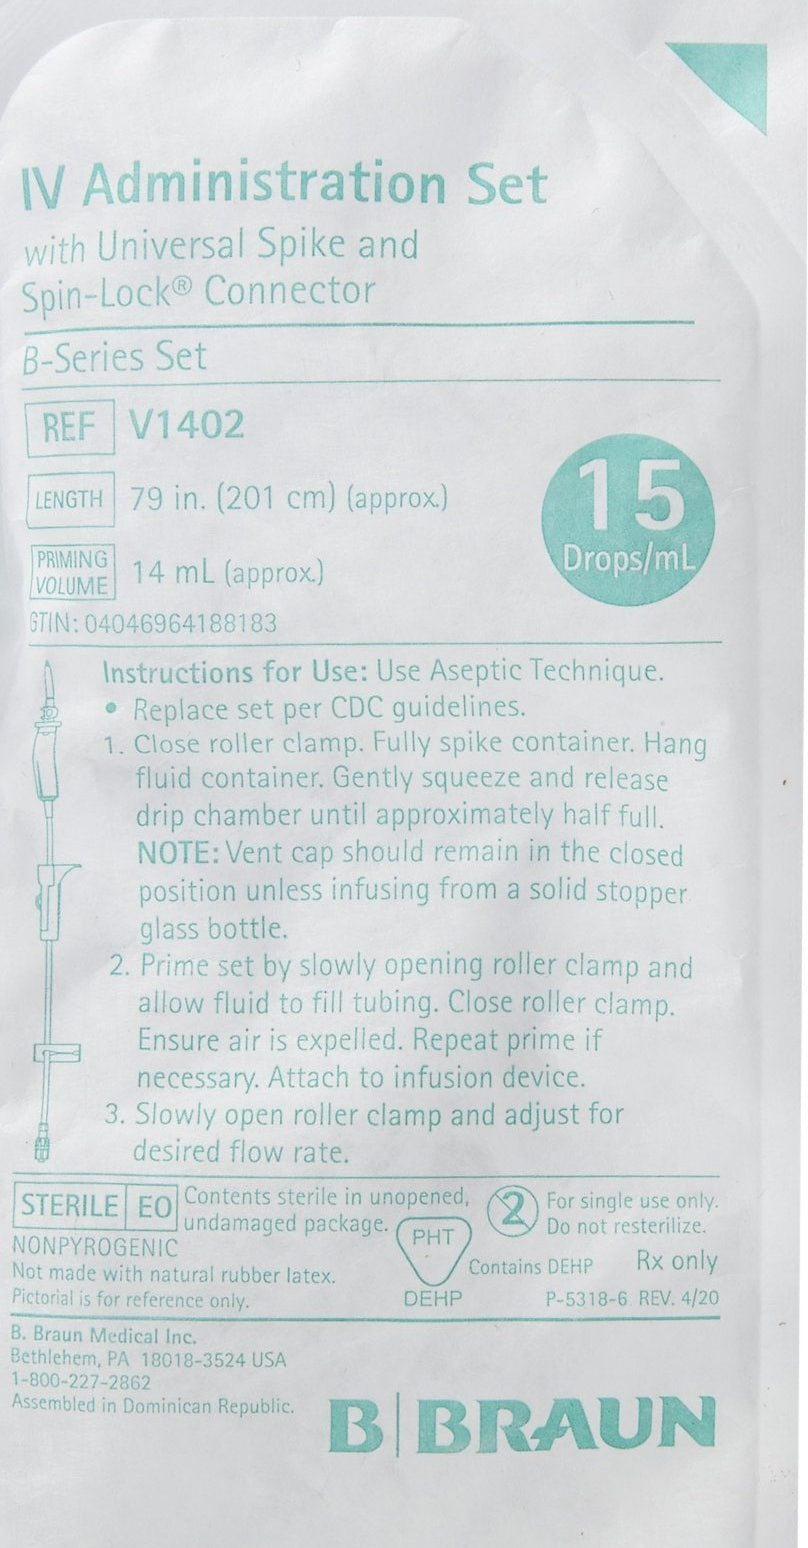 IV Administration Set
with Universal Spike and
Spin-Lock® Connector
B-Series Set
REF V1402
LENGTH 79 in. (201 cm) (approx.)
PRIMING
VOLUME 14 mL (approx.)
15
Drops/mL
GTIN: 04046964188183
Instructions for Use: Use Aseptic Technique.
• Replace set per CDC guidelines.
1. Close roller clamp. Fully spike container. Hang
fluid container. Gently squeeze and release
drip chamber until approximately half full.
NOTE: Vent cap should remain in the closed
position unless infusing from a solid stopper
glass bottle.
2. Prime set by slowly opening roller clamp and
allow fluid to fill tubing. Close roller clamp.
Ensure air is expelled. Repeat prime if
necessary. Attach to infusion device.
3. Slowly open roller clamp and adjust for
desired flow rate.
STERILE EO
Contents sterile in unopened,
undamaged package.
2
For single use only.
Do not resterilize.
NONPYROGENIC
Not made with natural rubber latex.
Pictorial is for reference only.
PHT
DEHP
Contains DEHP
Rx only
P-5318-6 REV. 4/20
B. Braun Medical Inc.
Bethlehem, PA 18018-3524 USA
1-800-227-2862
Assembled in Dominican Republic.
B|BRAUN